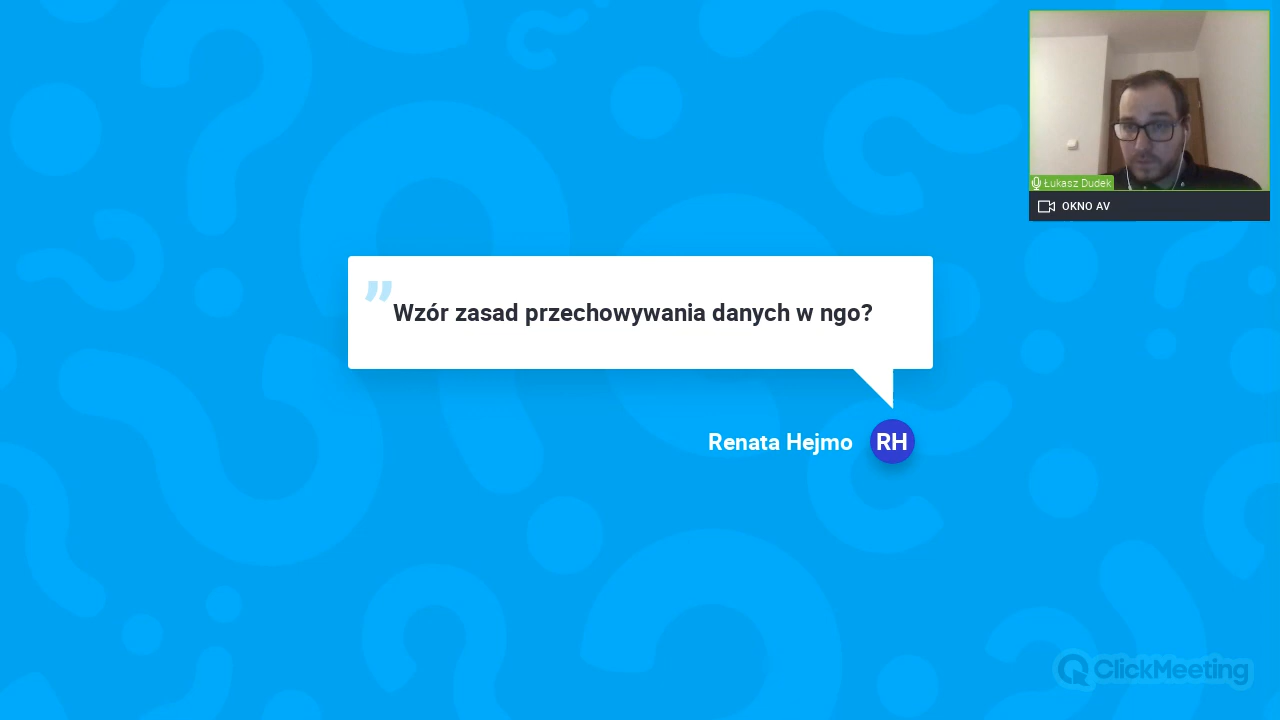 Łukasz Dudek
OKNO AV
” Wzór zasad przechowywania danych w ngo?
Renata Hejmo RH
ClickMeeting